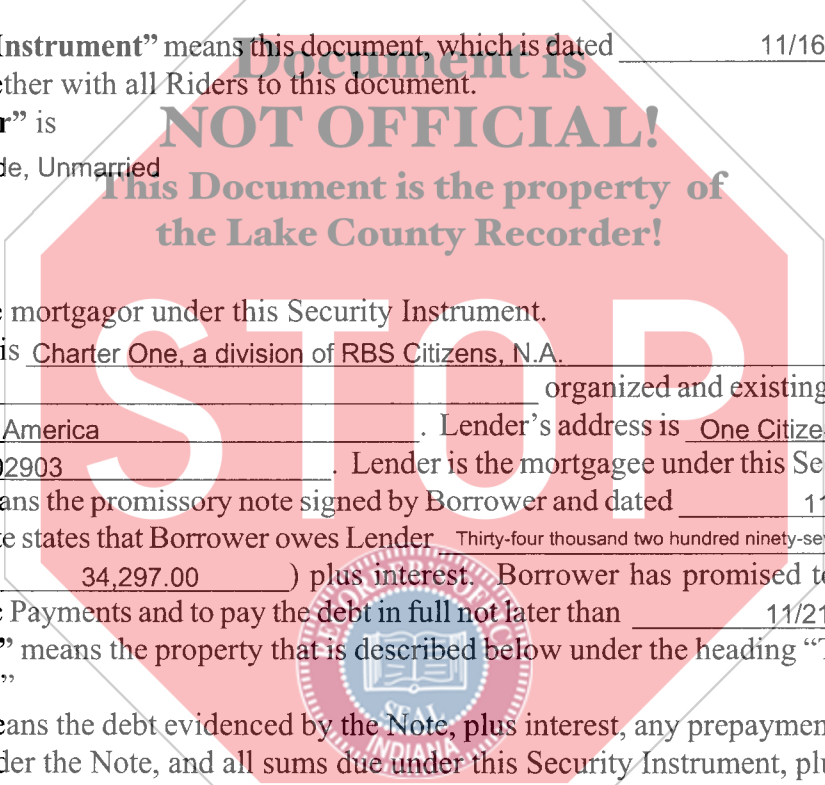 Instrument” means this document, which is dated 11/16
ether with all Riders to this document.
r” is
de, Unmarried
Document is
NOT OFFICIAL!
This Document is the property of
the Lake County Recorder!
STOP
e mortgagor under this Security Instrument.
is Charter One, a division of RBS Citizens, N.A.
organized and existing
America . Lender’s address is One Citize
02903 . Lender is the mortgagee under this Se
ans the promissory note signed by Borrower and dated 11
te states that Borrower owes Lender Thirty-four thousand two hundred ninety-se
34,297.00 ) plus interest. Borrower has promised to
c Payments and to pay the debt in full not later than 11/21
” means the property that is described below under the heading “T
”
eans the debt evidenced by the Note, plus interest, any prepaymen
der the Note, and all sums due under this Security Instrument, plu
SEAL
INDIANA